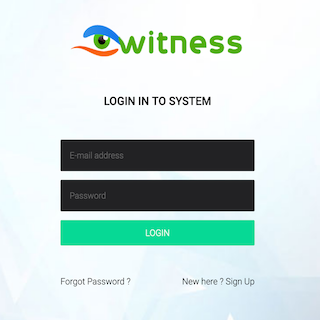 witness
LOGIN IN TO SYSTEM
E-mail address
Password
LOGIN
Forgot Password ?
New here ? Sign Up